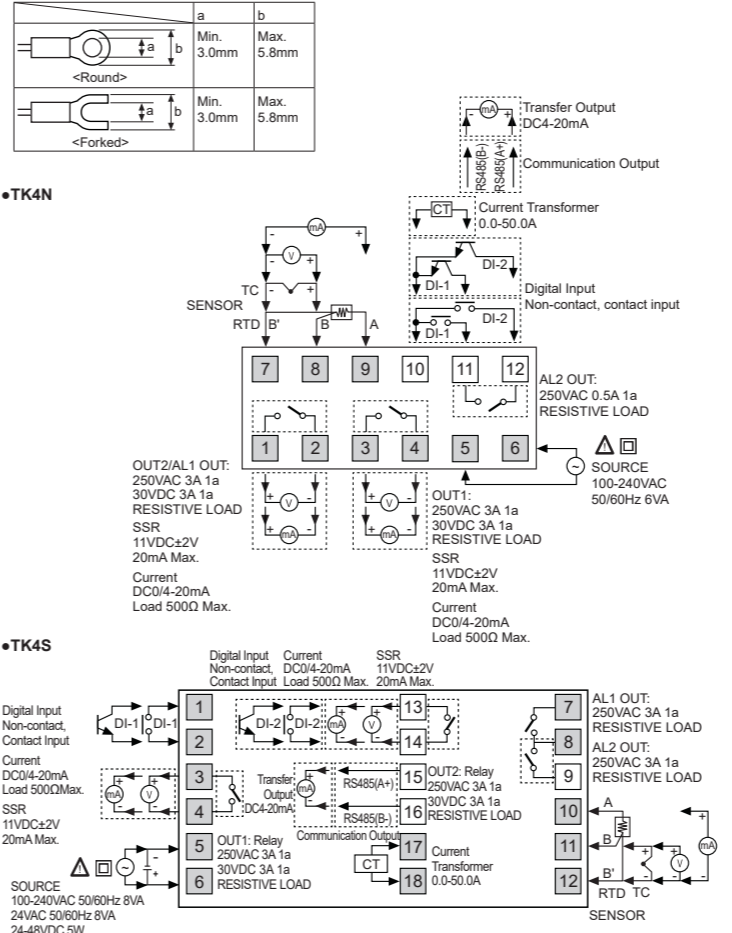 a b
Min. 3.0mm
Max. 5.8mm
a b
<Round>
Min. 3.0mm
Max. 5.8mm
a b
<Forked>
●TK4N
- mA +
Transfer Output
DC4-20mA
RS485(B-)
RS485(A+)
Communication Output
CT
Current Transformer
0.0-50.0A
DI-2
DI-1
Digital Input
Non-contact, contact input
DI-2
DI-1
mA
- +
- V +
TC - +
SENSOR
RTD B' B A
7 8 9 10 11 12
AL2 OUT:
250VAC 0.5A 1a
RESISTIVE LOAD
1 2 3 4 5 6
SOURCE
100-240VAC
50/60Hz 6VA
OUT2/AL1 OUT:
250VAC 3A 1a
30VDC 3A 1a
RESISTIVE LOAD
SSR
11VDC±2V
20mA Max.
Current
DC0/4-20mA
Load 500Ω Max.
+ V -
+ mA -
+ V -
+ mA -
OUT1:
250VAC 3A 1a
30VDC 3A 1a
RESISTIVE LOAD
SSR
11VDC±2V
20mA Max.
Current
DC0/4-20mA
Load 500Ω Max.
●TK4S
Digital Input
Non-contact,
Contact Input
Current
DC0/4-20mA
Load 500Ω Max.
SSR
11VDC±2V
20mA Max.
Digital Input
Non-contact,
Contact Input
DI-1 DI-1
1
2
DI-2 DI-2
+ mA -
+ V -
13
14
7
8
9
AL1 OUT:
250VAC 3A 1a
RESISTIVE LOAD
AL2 OUT:
250VAC 3A 1a
RESISTIVE LOAD
Current
DC0/4-20mA
Load 500ΩMax.
SSR
11VDC±2V
20mA Max.
+ mA -
+ V -
3
4
Transfer
Output
DC4-20mA
+ mA -
RS485(A+)
RS485(B-)
Communication Output
15
16
OUT2: Relay
250VAC 3A 1a
30VDC 3A 1a
RESISTIVE LOAD
SOURCE
100-240VAC 50/60Hz 8VA
24VAC 50/60Hz 8VA
24-48VDC 5W
-
+
5
6
OUT1: Relay
250VAC 3A 1a
30VDC 3A 1a
RESISTIVE LOAD
CT
17
18
Current
Transformer
0.0-50.0A
10
11
12
A
B
B'
RTD TC
+ -
+ V -
+ mA -
SENSOR